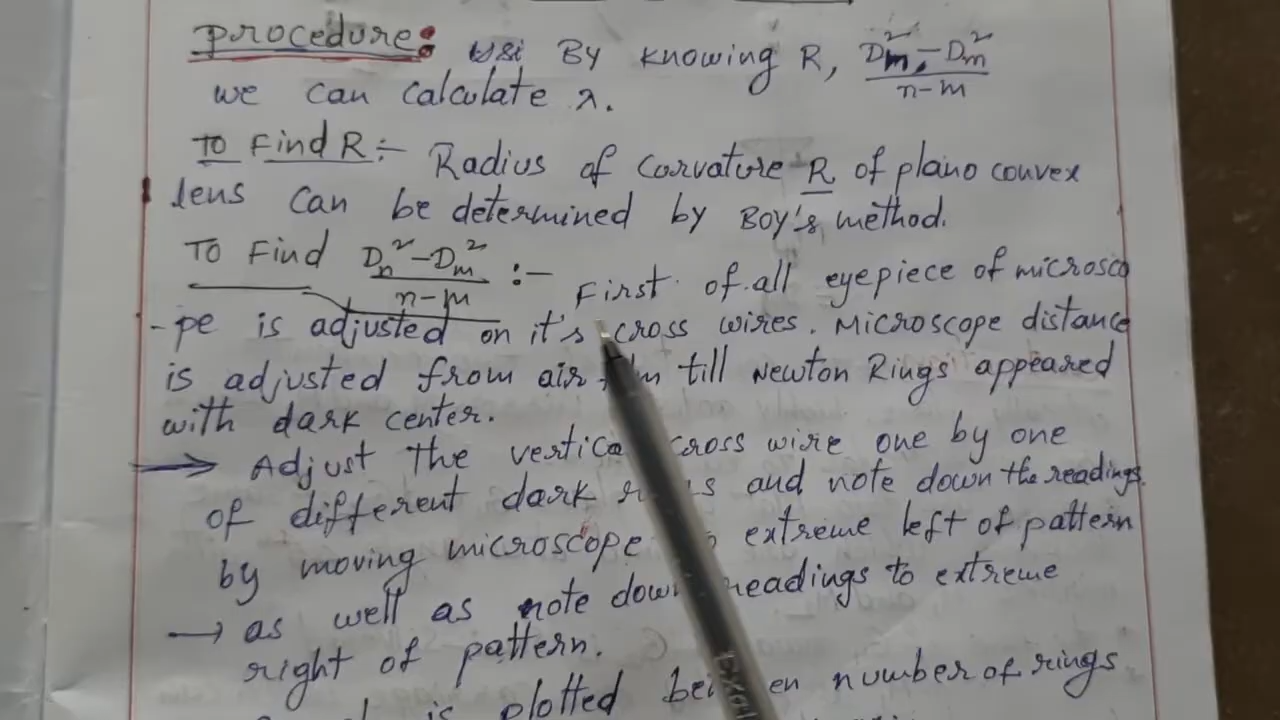 Procedure: By knowing R, Dm² - Dm² / n-m
we can calculate λ.
To Find R :- Radius of curvature R of plano convex
lens can be determined by Boy's method.
To Find Dn² - Dm² / n-m :- First of all eyepiece of microsco
-pe is adjusted on it's cross wires. Microscope distance
is adjusted from air till Newton Rings appeared
with dark center.
→ Adjust the vertical cross wire one by one
of different dark and note down the readings
by moving microscope extreme left of pattern
→ as well as note down readings to extreme
right of pattern.
is plotted number of rings